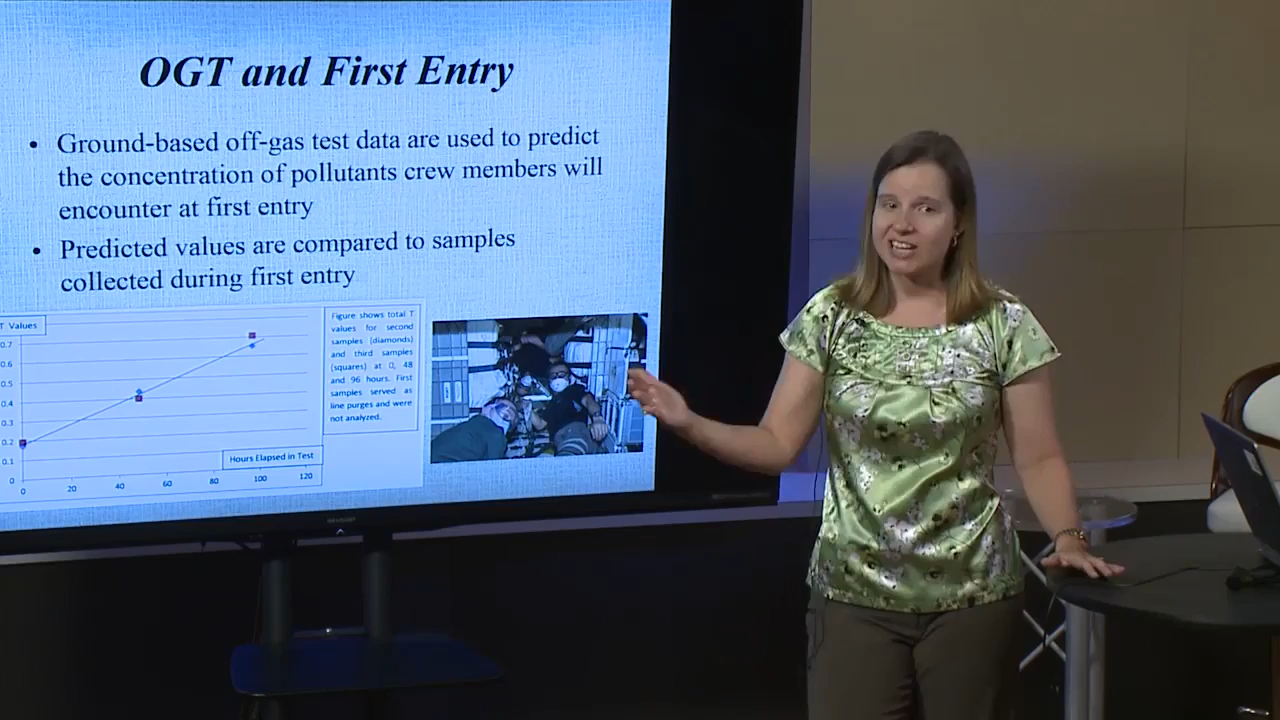 OGT and First Entry
• Ground-based off-gas test data are used to predict
the concentration of pollutants crew members will
encounter at first entry
• Predicted values are compared to samples
collected during first entry
T Values
0.7
0.6
0.5
0.4
0.3
0.2
0.1
0
0 20 40 60 80 100 120
Hours Elapsed in Test
Figure shows total T
values for second
samples (diamonds)
and third samples
(squares) at 0, 48
and 96 hours. First
samples served as
line purges and were
not analyzed.
SHARP